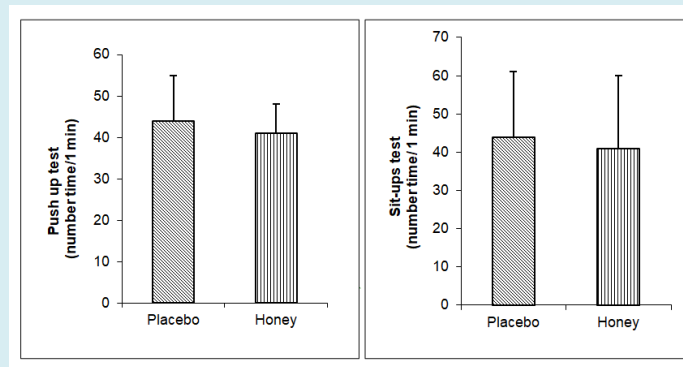 Push up test
(number time/1 min)
60
50
40
30
20
10
0
Placebo
Honey
Sit-ups test
(number time/ 1 min)
70
60
50
40
30
20
10
0
Placebo
Honey